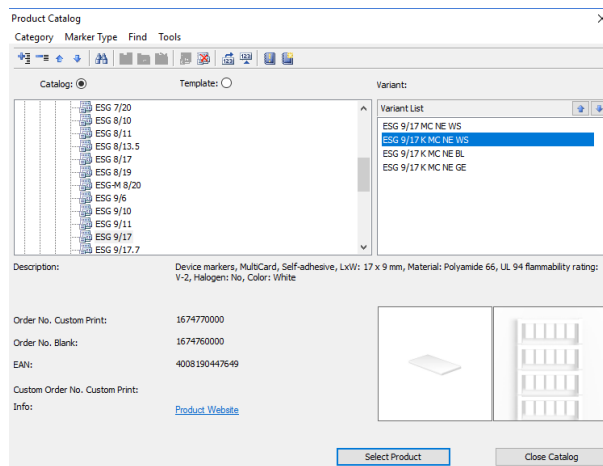 Product Catalog
Category Marker Type Find Tools
Catalog: Template: Variant:
ESG 7/20
ESG 8/10
ESG 8/11
ESG 8/13.5
ESG 8/17
ESG 8/19
ESG-M 8/20
ESG 9/6
ESG 9/10
ESG 9/11
ESG 9/17
ESG 9/17.7
Variant List
ESG 9/17 MC NE WS
ESG 9/17 K MC NE WS
ESG 9/17 K MC NE BL
ESG 9/17 K MC NE GE
Description: Device markers, MultiCard, Self-adhesive, LxW: 17 x 9 mm, Material: Polyamide 66, UL 94 flammability rating:
V-2, Halogen: No, Color: White
Order No. Custom Print: 1674770000
Order No. Blank: 1674760000
EAN: 4008190447649
Custom Order No. Custom Print:
Info: Product Website
Select Product Close Catalog